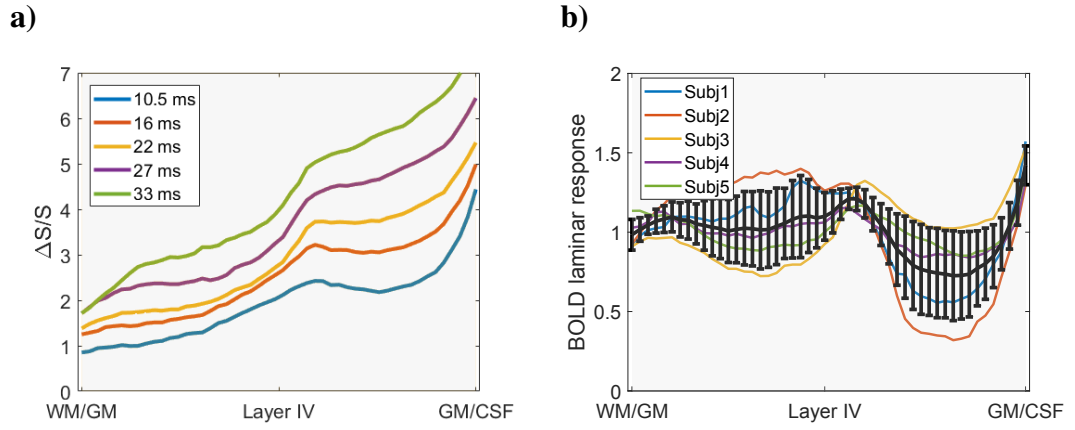 a)
7
6
5
4
3
2
1
0
ΔS/S
10.5 ms
16 ms
22 ms
27 ms
33 ms
WM/GM
Layer IV
GM/CSF
b)
2
1.5
1
0.5
0
BOLD laminar response
Subj1
Subj2
Subj3
Subj4
Subj5
WM/GM
Layer IV
GM/CSF